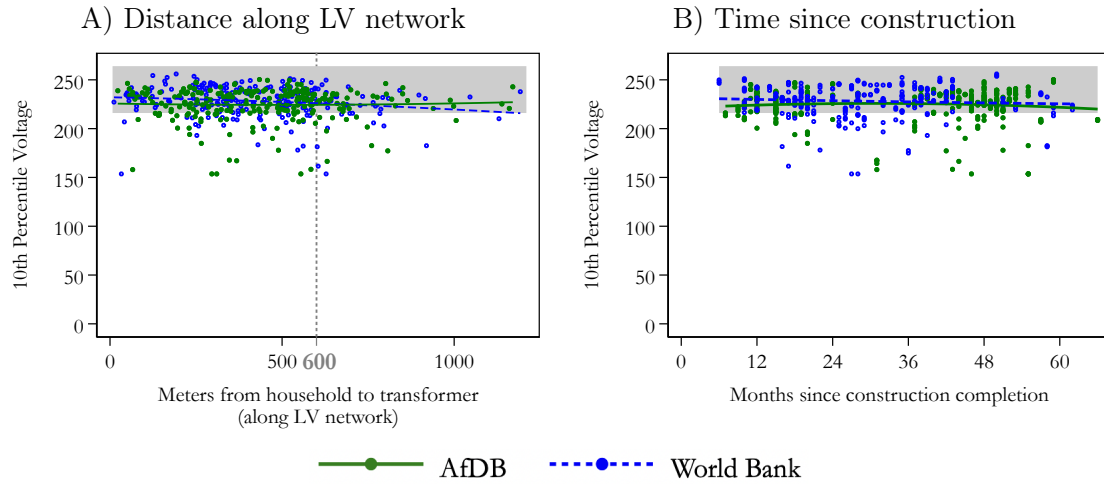 A) Distance along LV network
B) Time since construction
10th Percentile Voltage
250
200
150
100
50
0
0
500
600
1000
Meters from household to transformer
(along LV network)
10th Percentile Voltage
250
200
150
100
50
0
0
12
24
36
48
60
Months since construction completion
AfDB
World Bank